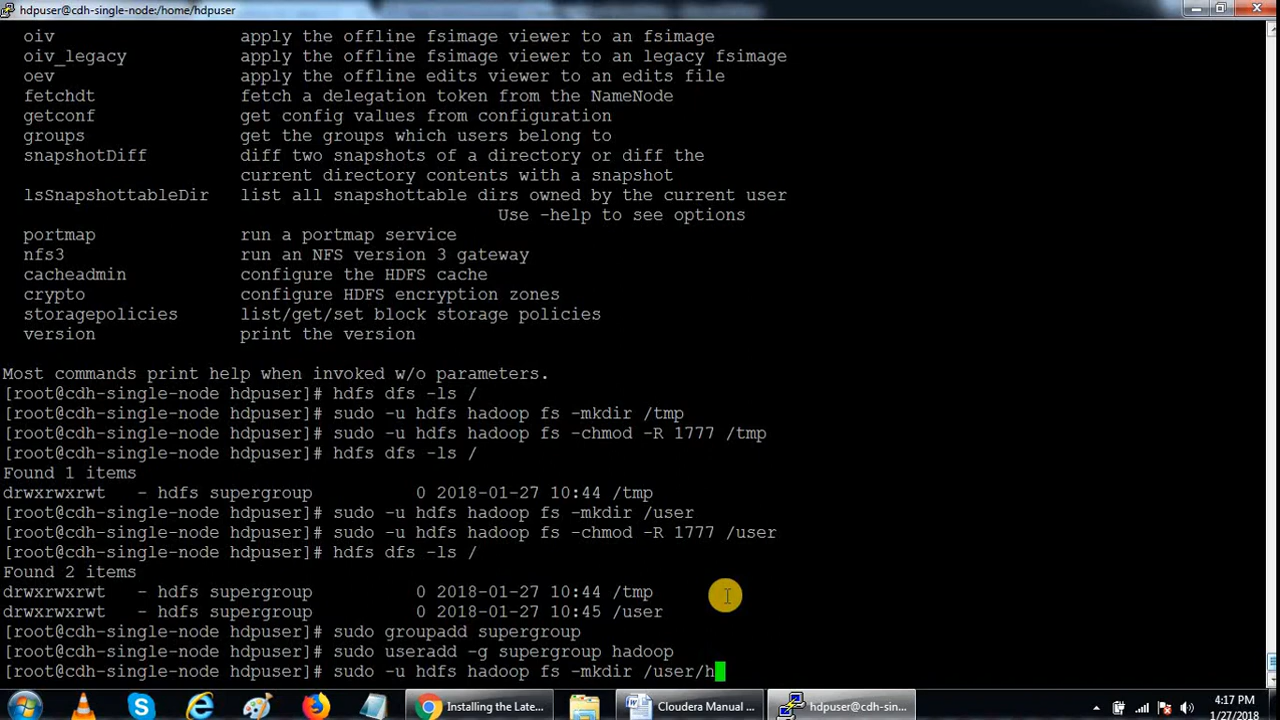 hdpuser@cdh-single-node:/home/hdpuser
oiv apply the offline fsimage viewer to an fsimage
oiv_legacy apply the offline fsimage viewer to an legacy fsimage
oev apply the offline edits viewer to an edits file
fetchdt fetch a delegation token from the NameNode
getconf get config values from configuration
groups get the groups which users belong to
snapshotDiff diff two snapshots of a directory or diff the
current directory contents with a snapshot
lsSnapshottableDir list all snapshottable dirs owned by the current user
Use -help to see options
portmap run a portmap service
nfs3 run an NFS version 3 gateway
cacheadmin configure the HDFS cache
crypto configure HDFS encryption zones
storagepolicies list/get/set block storage policies
version print the version
Most commands print help when invoked w/o parameters.
[root@cdh-single-node hdpuser]# hdfs dfs -ls /
[root@cdh-single-node hdpuser]# sudo -u hdfs hadoop fs -mkdir /tmp
[root@cdh-single-node hdpuser]# sudo -u hdfs hadoop fs -chmod -R 1777 /tmp
[root@cdh-single-node hdpuser]# hdfs dfs -ls /
Found 1 items
drwxrwxrwt - hdfs supergroup 0 2018-01-27 10:44 /tmp
[root@cdh-single-node hdpuser]# sudo -u hdfs hadoop fs -mkdir /user
[root@cdh-single-node hdpuser]# sudo -u hdfs hadoop fs -chmod -R 1777 /user
[root@cdh-single-node hdpuser]# hdfs dfs -ls /
Found 2 items
drwxrwxrwt - hdfs supergroup 0 2018-01-27 10:44 /tmp
drwxrwxrwt - hdfs supergroup 0 2018-01-27 10:45 /user
[root@cdh-single-node hdpuser]# sudo groupadd supergroup
[root@cdh-single-node hdpuser]# sudo useradd -g supergroup hadoop
[root@cdh-single-node hdpuser]# sudo -u hdfs hadoop fs -mkdir /user/h
Installing the Late...
Cloudera Manual ...
hdpuser@cdh-sin...
4:17 PM
1/27/2018